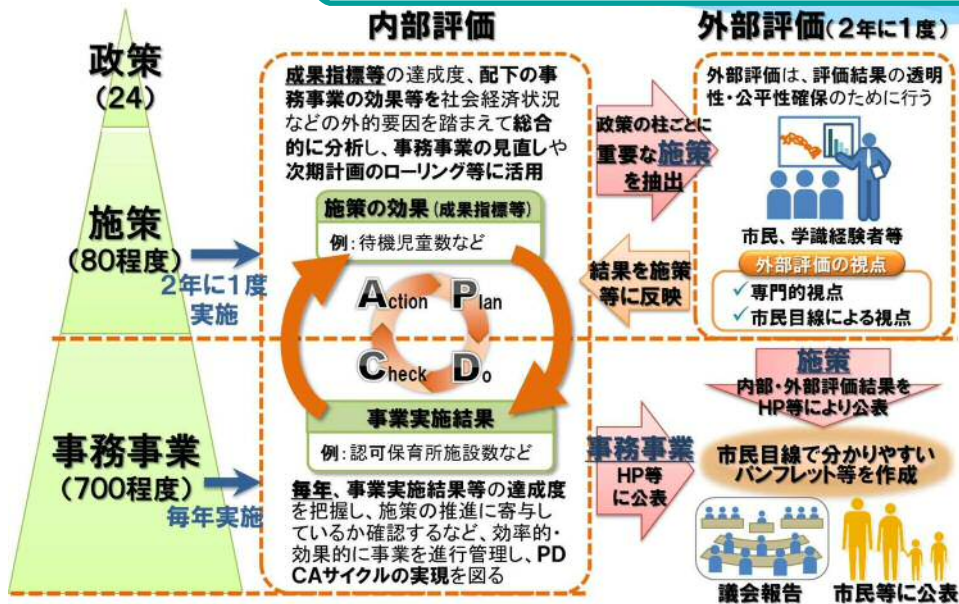 政策
(24)
施策
(80程度)
2年に1度
実施
事務事業
(700程度)
毎年実施
内部評価
成果指標等の達成度、配下の事
務事業の効果等を社会経済状況
などの外的要因を踏まえて総合
的に分析し、事務事業の見直しや
次期計画のローリング等に活用
施策の効果(成果指標等)
例:待機児童数など
Action Plan
Check Do
事業実施結果
例:認可保育所施設数など
毎年、事業実施結果等の達成度
を把握し、施策の推進に寄与し
ているか確認するなど、効率的・
効果的に事業を進行管理し、PD
CAサイクルの実現を図る
政策の柱ごとに
重要な施策
を抽出
結果を施策
等に反映
外部評価(2年に1度)
外部評価は、評価結果の透明
性・公平性確保のために行う
市民、学識経験者等
外部評価の視点
✓専門的視点
✓市民目線による視点
施策
内部・外部評価結果を
HP等により公表
事務事業
HP等
に公表
市民目線で分かりやすい
パンフレット等を作成
議会報告
市民等に公表